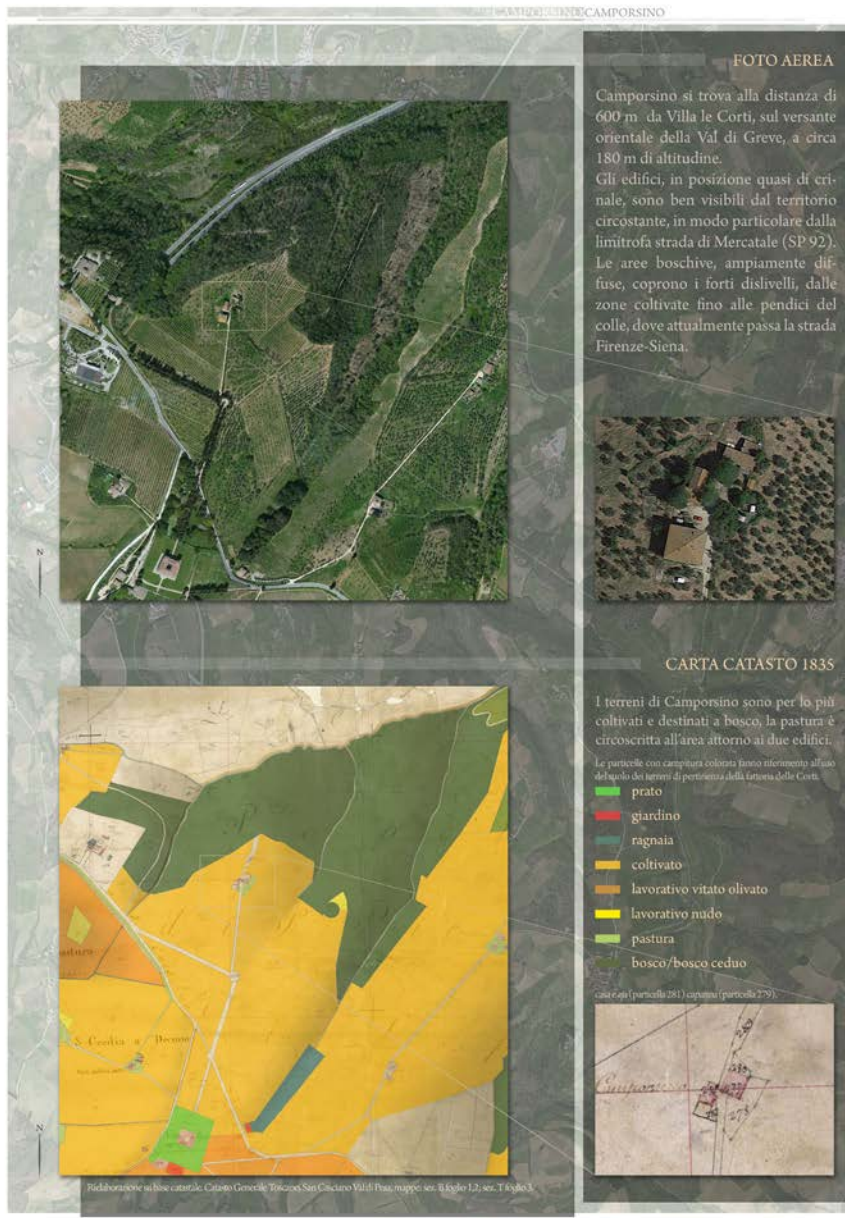 CAMPORSINO CAMPORSINO
FOTO AEREA
Camporsino si trova alla distanza di
600 m da Villa le Corti, sul versante
orientale della Val di Greve, a circa
180 m di altitudine.
Gli edifici, in posizione quasi di cri-
nale, sono ben visibili dal territorio
circostante, in modo particolare dalla
limitrofa strada di Mercatale (SP 92).
Le aree boschive, ampiamente dif-
fuse, coprono i forti dislivelli, dalle
zone coltivate fino alle pendici del
colle, dove attualmente passa la strada
Firenze-Siena.
N
CARTA CATASTO 1835
I terreni di Camporsino sono per lo più
coltivati e destinati a bosco, la pastura è
circoscritta all'area attorno ai due edifici.
Le particelle con campitura colorata fanno riferimento all'uso
del suolo dei terreni di pertinenza della fattoria delle Corti.
prato
giardino
ragnaia
coltivato
lavorativo vitato olivato
lavorativo nudo
pastura
bosco/bosco ceduo
casa e aia (particella 281) capanna (particella 279).
S. Cecilia a
N
Camporsino
278
Rielaborazione su base catastale. Catasto Generale Toscano, San Casciano Val di Pesa, mappe: sez. B foglio 1,2; sez. T foglio 3.